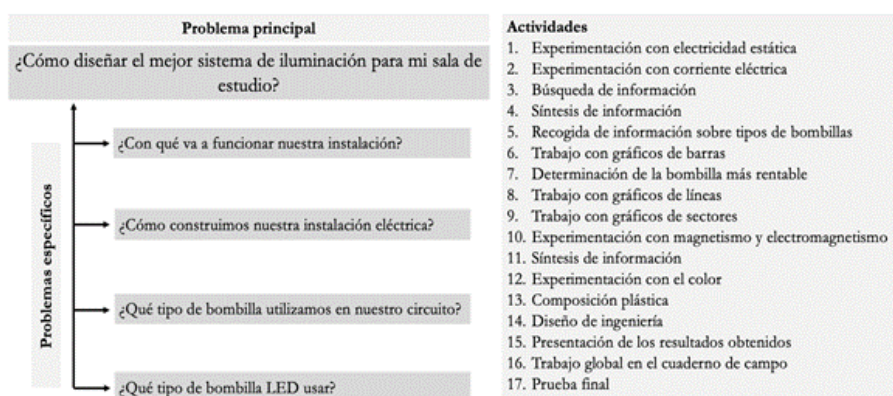 Problema principal
¿Cómo diseñar el mejor sistema de iluminación para mi sala de
estudio?
Problemas específicos
¿Con qué va a funcionar nuestra instalación?
¿Cómo construimos nuestra instalación eléctrica?
¿Qué tipo de bombilla utilizamos en nuestro circuito?
¿Qué tipo de bombilla LED usar?
Actividades
1. Experimentación con electricidad estática
2. Experimentación con corriente eléctrica
3. Búsqueda de información
4. Síntesis de información
5. Recogida de información sobre tipos de bombillas
6. Trabajo con gráficos de barras
7. Determinación de la bombilla más rentable
8. Trabajo con gráficos de líneas
9. Trabajo con gráficos de sectores
10. Experimentación con magnetismo y electromagnetismo
11. Síntesis de información
12. Experimentación con el color
13. Composición plástica
14. Diseño de ingeniería
15. Presentación de los resultados obtenidos
16. Trabajo global en el cuaderno de campo
17. Prueba final